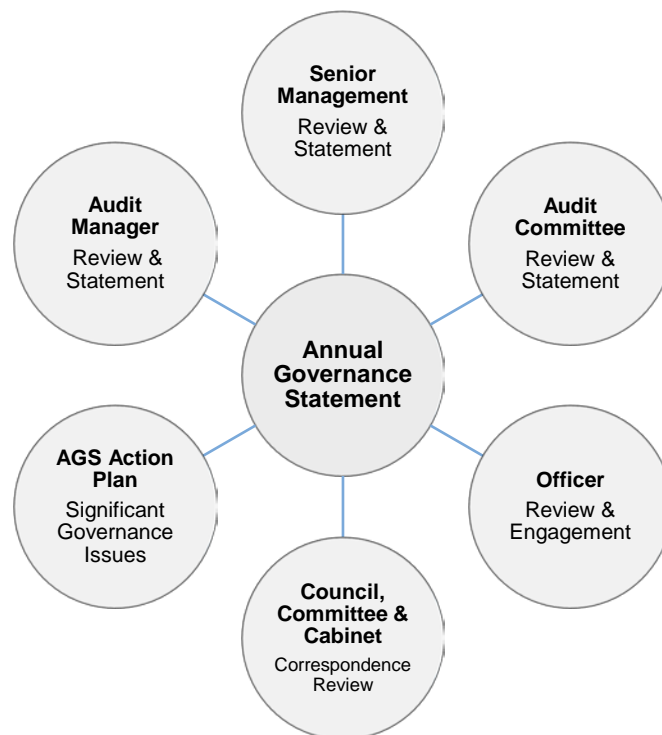 Senior
Management
Review &
Statement
Audit
Manager
Review &
Statement
Audit
Committee
Review &
Statement
Annual
Governance
Statement
AGS Action
Plan
Significant
Governance
Issues
Officer
Review &
Engagement
Council,
Committee &
Cabinet
Correspondence
Review